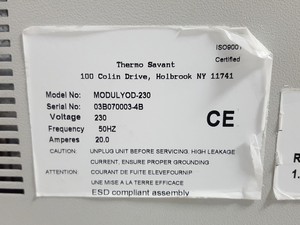 Thermo Savant
ISO9001
Certified
100 Colin Drive, Holbrook NY 11741
Model No: MODULYOD-230
Serial No: 03B070003-4B
Voltage 230
Frequency 50HZ
Amperes 20.0
CE
CAUTION: UNPLUG UNIT BEFORE SERVICING. HIGH LEAKAGE
CURRENT. ENSURE PROPER GROUNDING
ATTENTION: COURANT DE FUITE ELEVEFOURNIP
UNE MISE A LA TERRE EFFICACE
ESD compliant assembly
R
1.